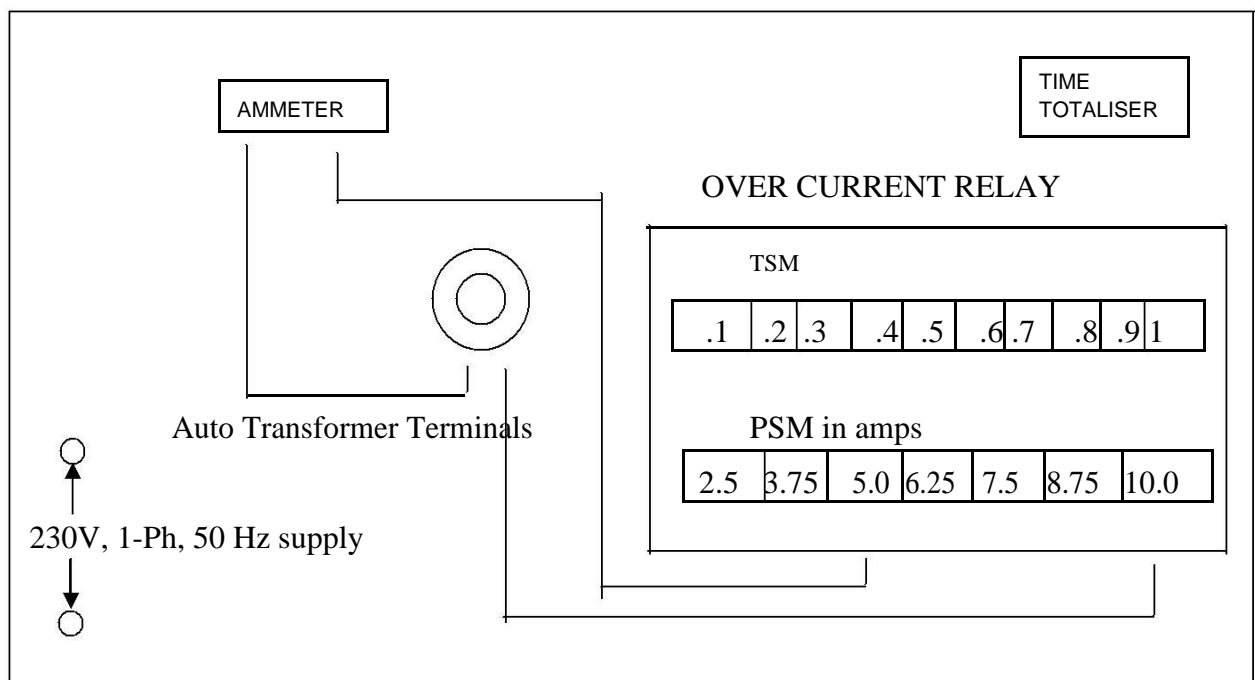 AMMETER
TIME
TOTALISER
OVER CURRENT RELAY
TSM
.1 .2 .3 .4 .5 .6 .7 .8 .9 1
Auto Transformer Terminals
PSM in amps
2.5 3.75 5.0 6.25 7.5 8.75 10.0
230V, 1-Ph, 50 Hz supply